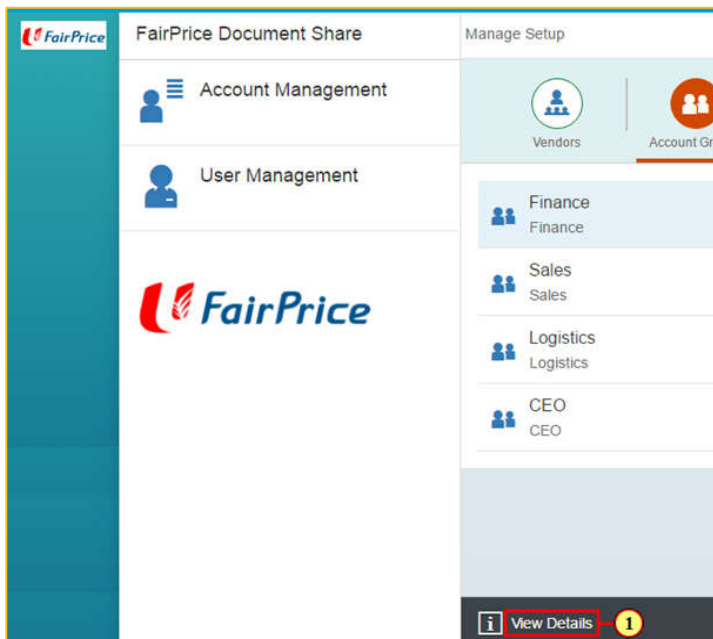 FairPrice
FairPrice Document Share
Account Management
User Management
FairPrice
Manage Setup
Vendors
Account Gr
Finance
Finance
Sales
Sales
Logistics
Logistics
CEO
CEO
i View Details 1